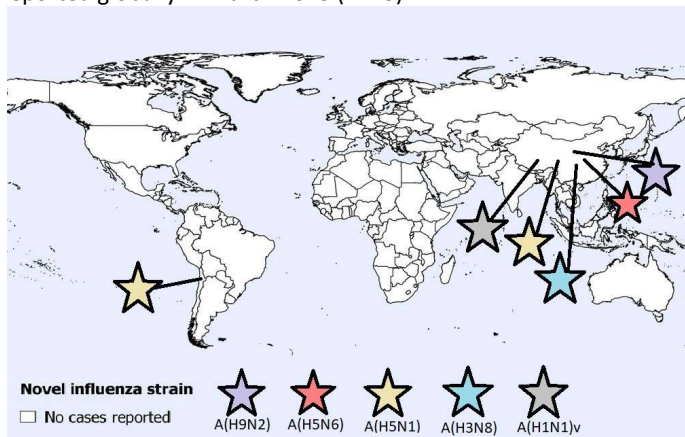 Novel influenza strain
No cases reported
A(H9N2)
A(H5N6)
A(H5N1)
A(H3N8)
A(H1N1)v